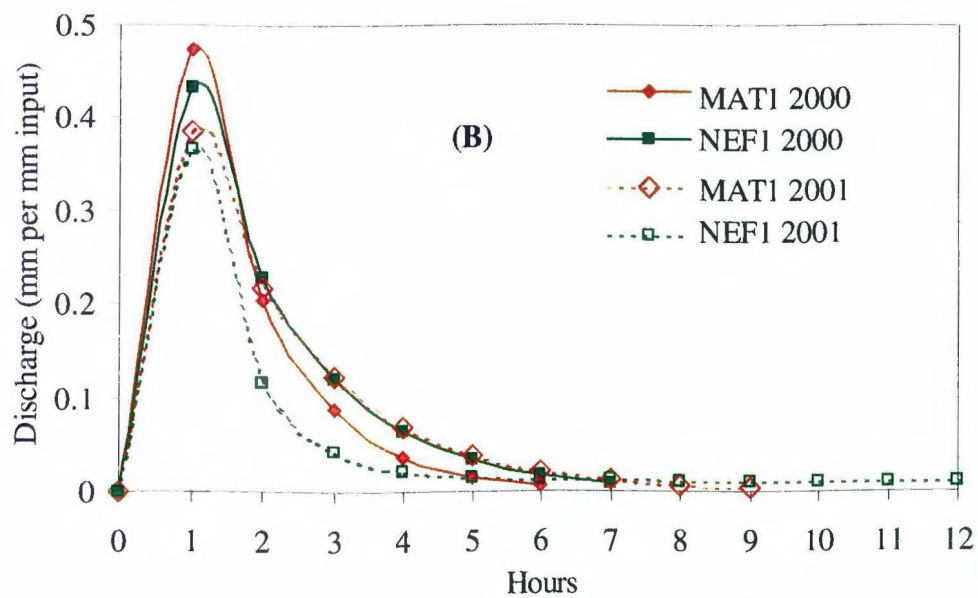 0.5
0.4
0.3
0.2
0.1
0
Discharge (mm per mm input)
(B)
MAT1 2000
NEF1 2000
MAT1 2001
NEF1 2001
0 1 2 3 4 5 6 7 8 9 10 11 12
Hours